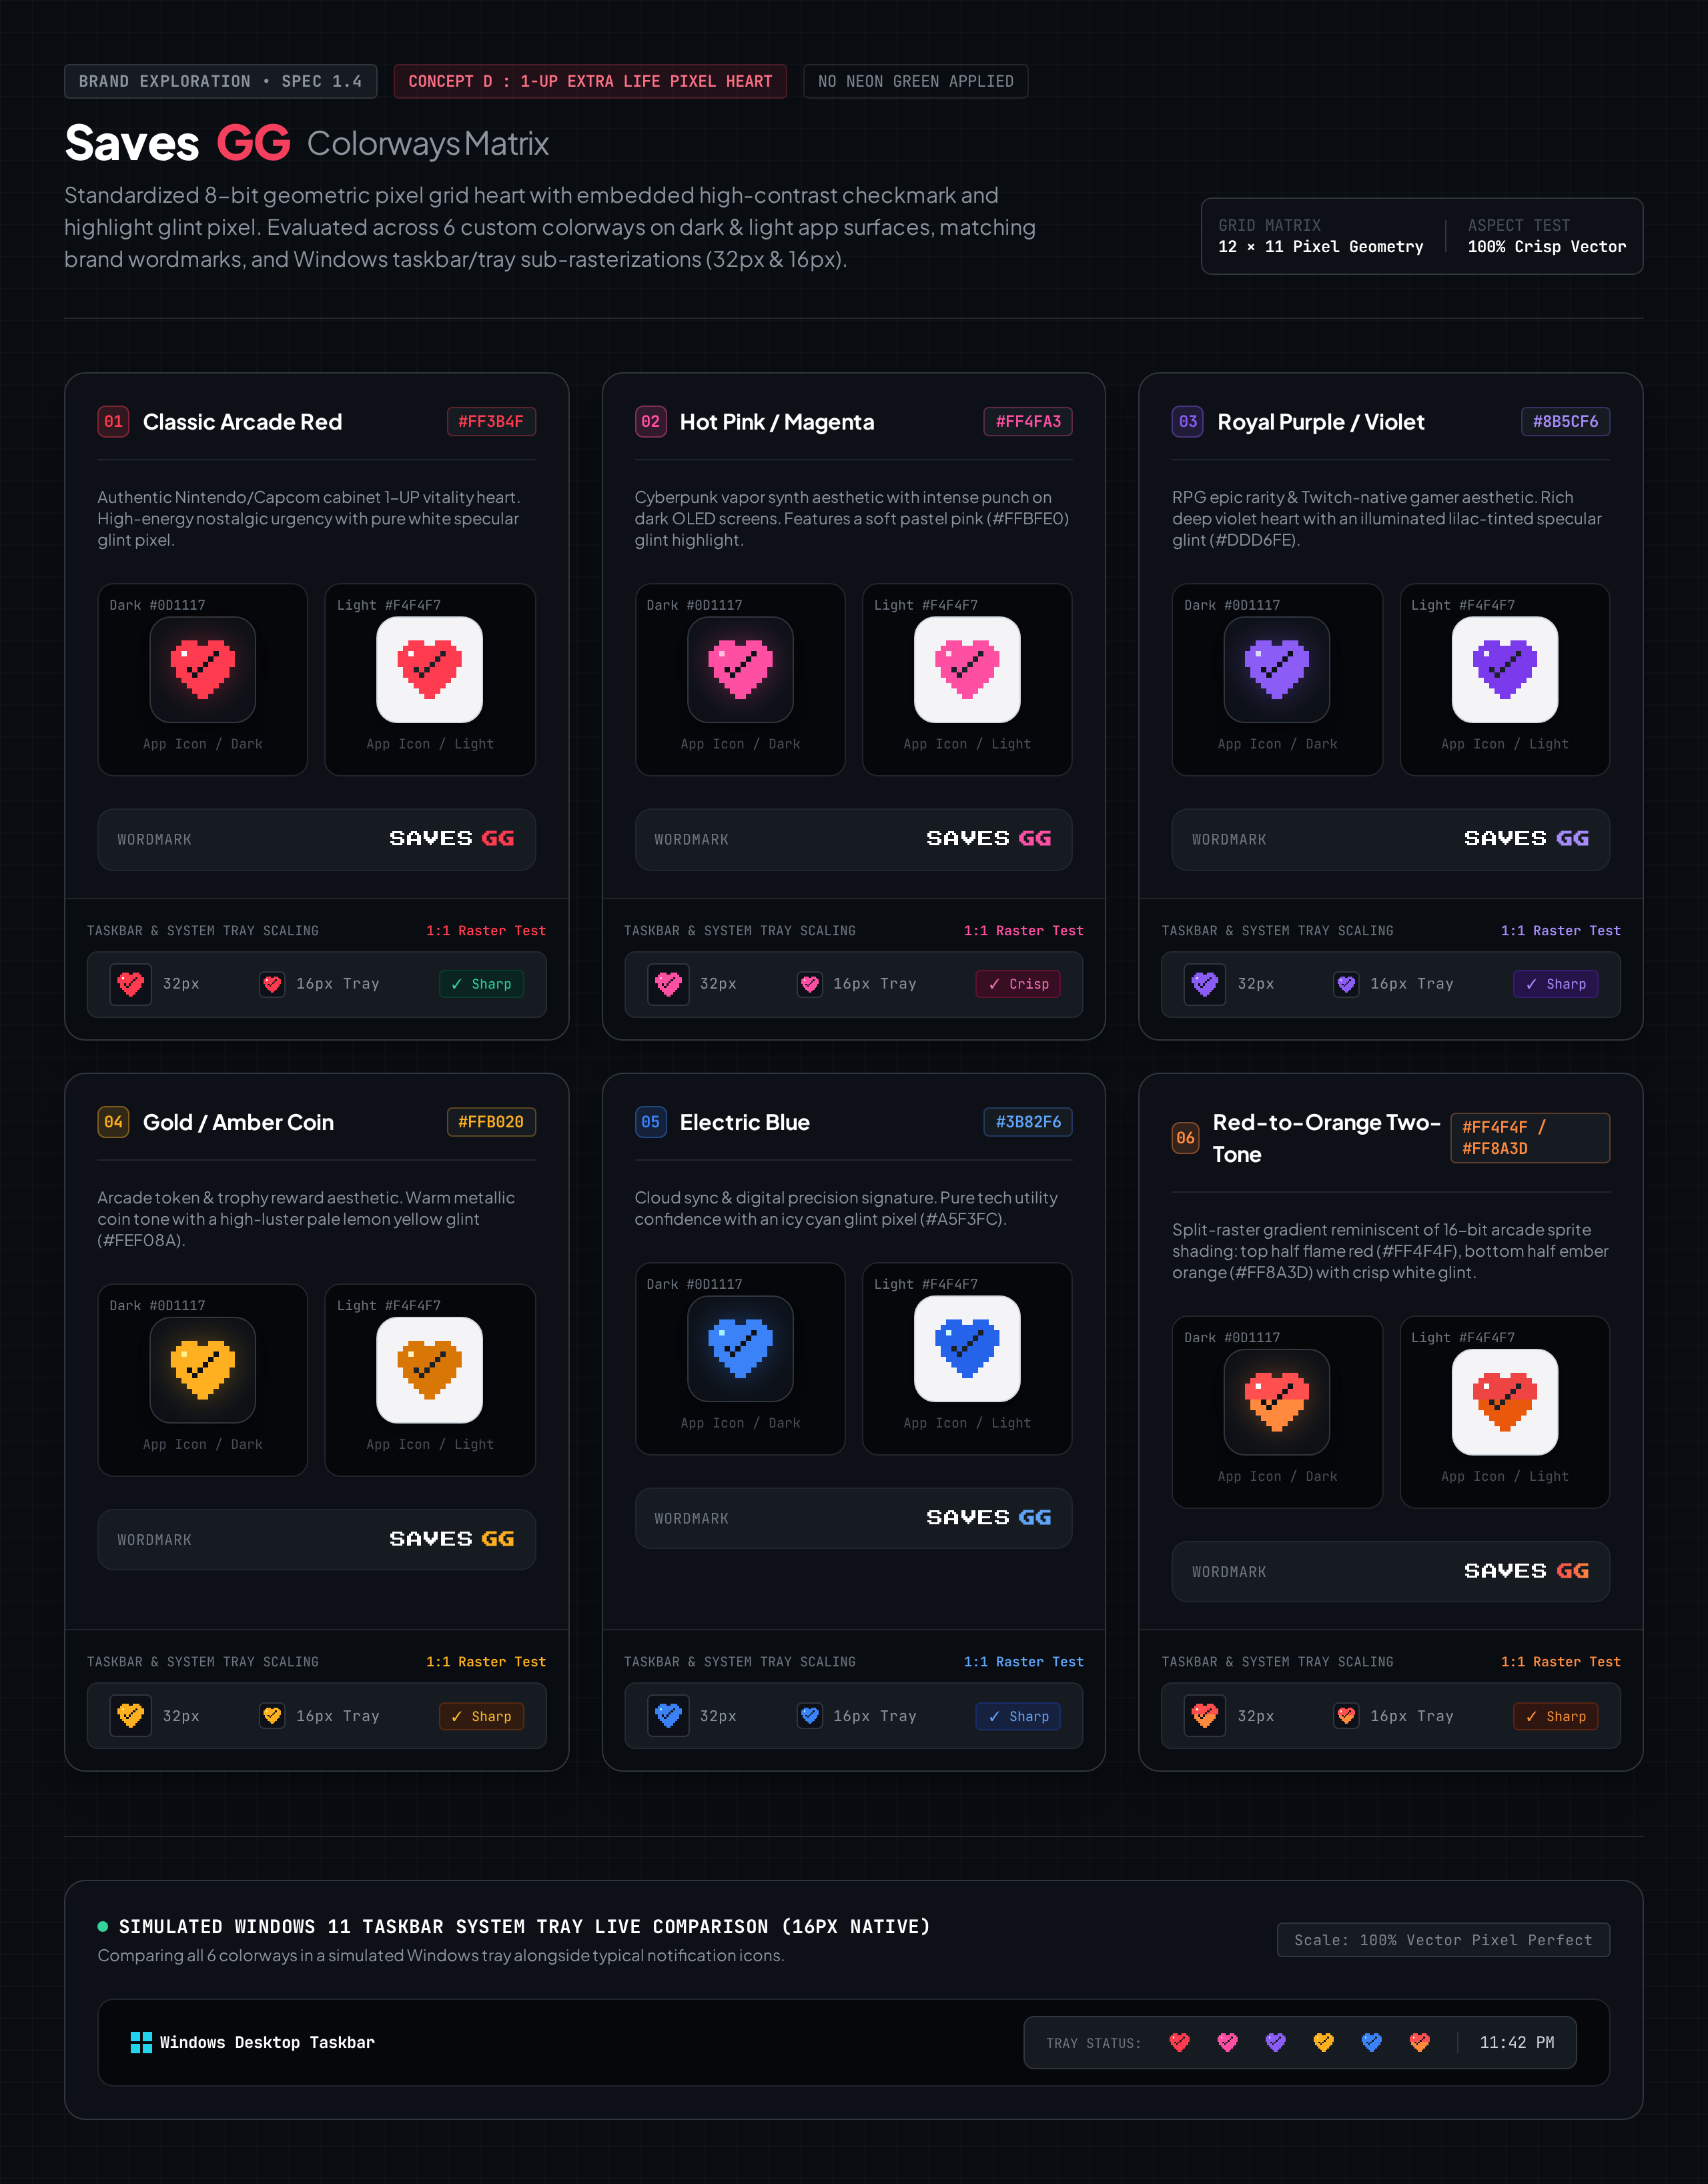 BRAND EXPLORATION • SPEC 1.4
CONCEPT D : 1-UP EXTRA LIFE PIXEL HEART
NO NEON GREEN APPLIED
Saves GG Colorways Matrix
Standardized 8-bit geometric pixel grid heart with embedded high-contrast checkmark and
highlight glint pixel. Evaluated across 6 custom colorways on dark & light app surfaces, matching
brand wordmarks, and Windows taskbar/tray sub-rasterizations (32px & 16px).
GRID MATRIX
12 × 11 Pixel Geometry
ASPECT TEST
100% Crisp Vector
01 Classic Arcade Red #FF3B4F
Authentic Nintendo/Capcom cabinet 1-UP vitality heart.
High-energy nostalgic urgency with pure white specular
glint pixel.
Dark #0D1117
App Icon / Dark
Light #F4F4F7
App Icon / Light
WORDMARK SAVES GG
TASKBAR & SYSTEM TRAY SCALING 1:1 Raster Test
32px 16px Tray ✓ Sharp
02 Hot Pink / Magenta #FF4FA3
Cyberpunk vapor synth aesthetic with intense punch on
dark OLED screens. Features a soft pastel pink (#FFBFE0)
glint highlight.
Dark #0D1117
App Icon / Dark
Light #F4F4F7
App Icon / Light
WORDMARK SAVES GG
TASKBAR & SYSTEM TRAY SCALING 1:1 Raster Test
32px 16px Tray ✓ Crisp
03 Royal Purple / Violet #8B5CF6
RPG epic rarity & Twitch-native gamer aesthetic. Rich
deep violet heart with an illuminated lilac-tinted specular
glint (#DDD6FE).
Dark #0D1117
App Icon / Dark
Light #F4F4F7
App Icon / Light
WORDMARK SAVES GG
TASKBAR & SYSTEM TRAY SCALING 1:1 Raster Test
32px 16px Tray ✓ Sharp
04 Gold / Amber Coin #FFB020
Arcade token & trophy reward aesthetic. Warm metallic
coin tone with a high-luster pale lemon yellow glint
(#FEF08A).
Dark #0D1117
App Icon / Dark
Light #F4F4F7
App Icon / Light
WORDMARK SAVES GG
TASKBAR & SYSTEM TRAY SCALING 1:1 Raster Test
32px 16px Tray ✓ Sharp
05 Electric Blue #3B82F6
Cloud sync & digital precision signature. Pure tech utility
confidence with an icy cyan glint pixel (#A5F3FC).
Dark #0D1117
App Icon / Dark
Light #F4F4F7
App Icon / Light
WORDMARK SAVES GG
TASKBAR & SYSTEM TRAY SCALING 1:1 Raster Test
32px 16px Tray ✓ Sharp
06 Red-to-Orange Two-
Tone
#FF4F4F /
#FF8A3D
Split-raster gradient reminiscent of 16-bit arcade sprite
shading: top half flame red (#FF4F4F), bottom half ember
orange (#FF8A3D) with crisp white glint.
Dark #0D1117
App Icon / Dark
Light #F4F4F7
App Icon / Light
WORDMARK SAVES GG
TASKBAR & SYSTEM TRAY SCALING 1:1 Raster Test
32px 16px Tray ✓ Sharp
SIMULATED WINDOWS 11 TASKBAR SYSTEM TRAY LIVE COMPARISON (16PX NATIVE)
Comparing all 6 colorways in a simulated Windows tray alongside typical notification icons.
Scale: 100% Vector Pixel Perfect
Windows Desktop Taskbar
TRAY STATUS: 11:42 PM